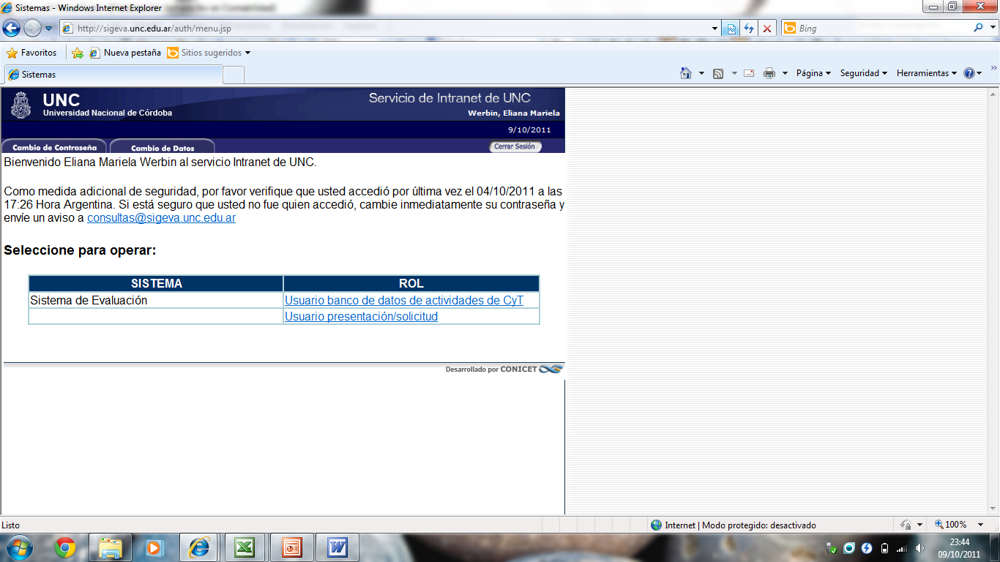 Sistemas - Windows Internet Explorer
http://sigeva.unc.edu.ar/auth/menu.jsp
Bing
Favoritos
Nueva pestaña
Sitios sugeridos
Sistemas
Página
Seguridad
Herramientas
UNC
Universidad Nacional de Córdoba
Servicio de Intranet de UNC
Werbin, Eliana Mariela
9/10/2011
Cambio de Contraseña
Cambio de Datos
Cerrar Sesión
Bienvenido Eliana Mariela Werbin al servicio Intranet de UNC.
Como medida adicional de seguridad, por favor verifique que usted accedió por última vez el 04/10/2011 a las
17:26 Hora Argentina. Si está seguro que usted no fue quien accedió, cambie inmediatamente su contraseña y
envíe un aviso a consultas@sigeva.unc.edu.ar
Seleccione para operar:
SISTEMA ROL
Sistema de Evaluación Usuario banco de datos de actividades de CyT
Usuario presentación/solicitud
Desarrollado por CONICET
Listo
Internet | Modo protegido: desactivado
100%
23:44
09/10/2011